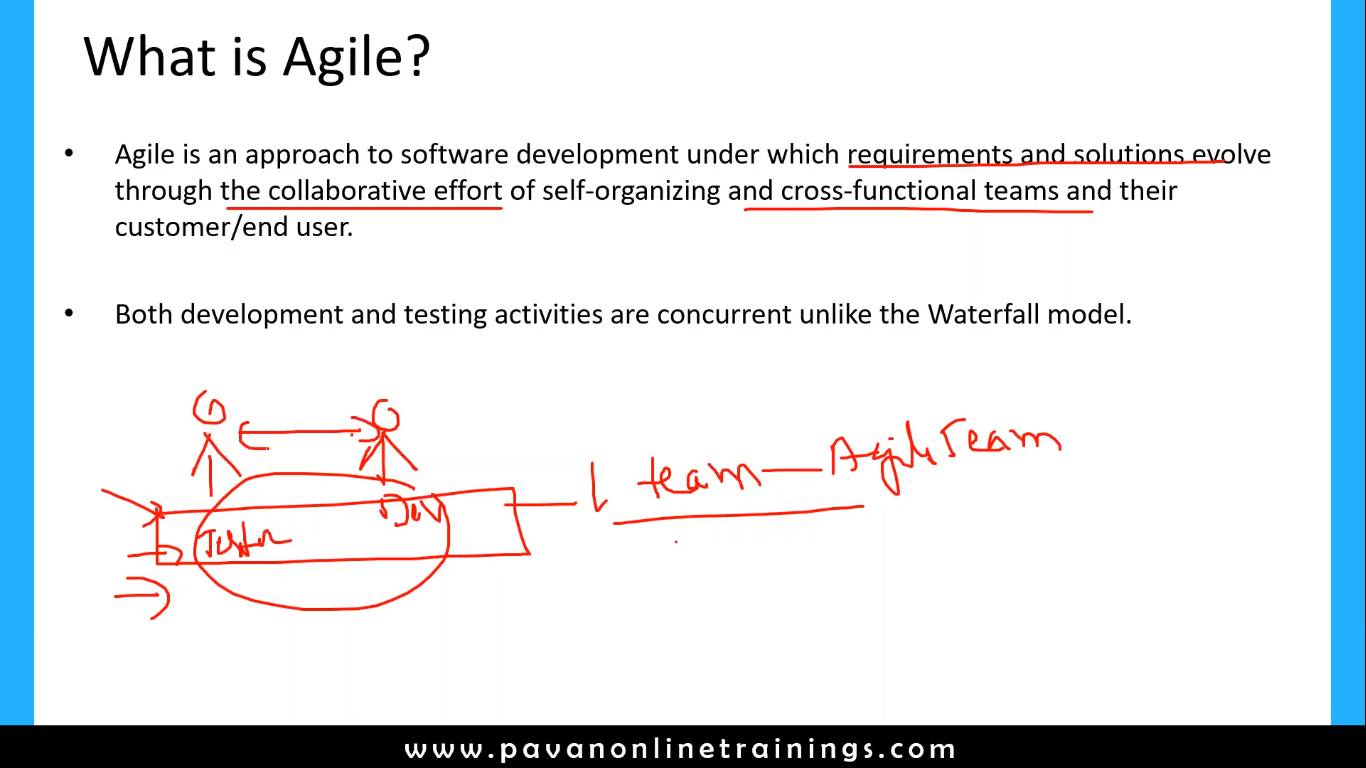 What is Agile?
• Agile is an approach to software development under which requirements and solutions evolve
through the collaborative effort of self-organizing and cross-functional teams and their
customer/end user.
• Both development and testing activities are concurrent unlike the Waterfall model.
1 team — Agile Team
Dev
Tester
www.pavanonlinetrainings.com